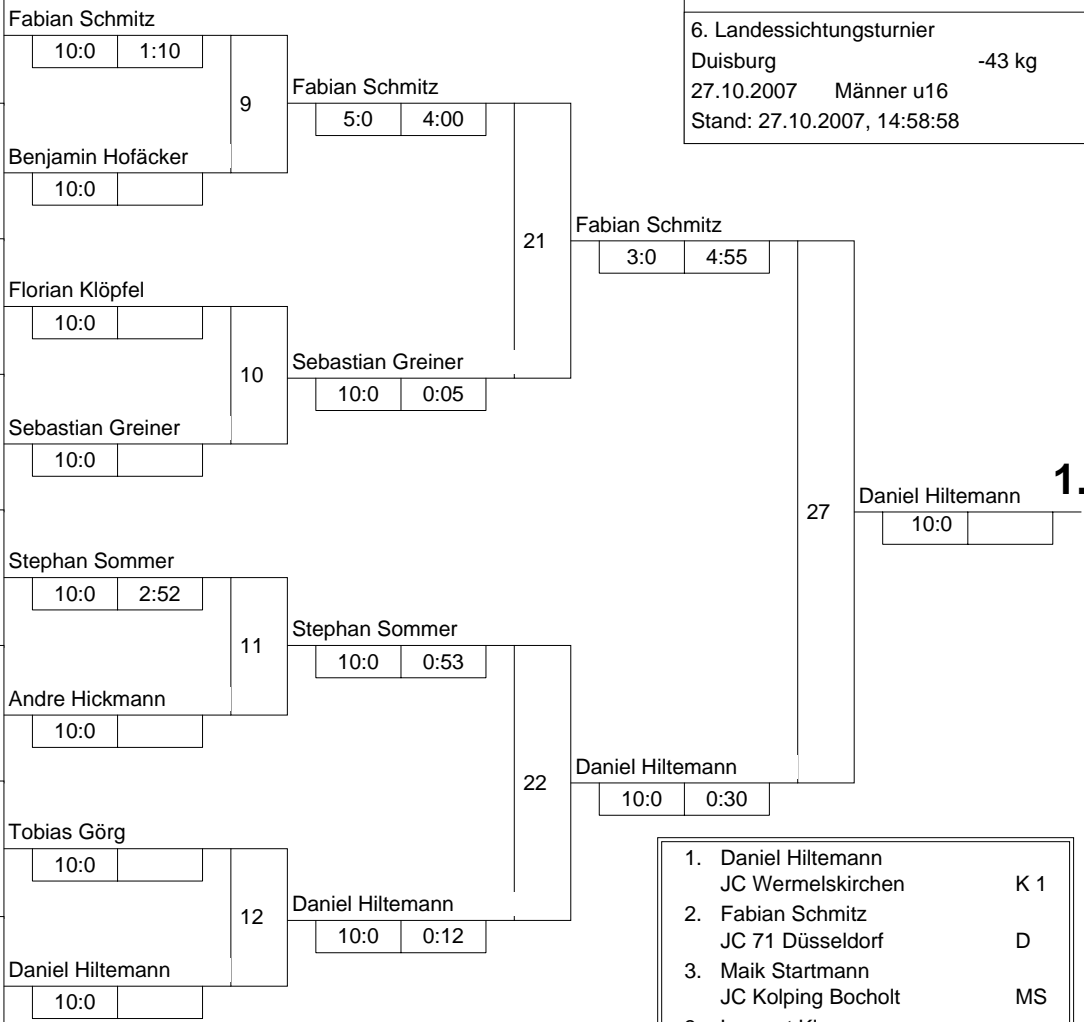 Fabian Schmitz
10:0 1:10
9
Benjamin Hofäcker
10:0
Florian Klöpfel
10:0
10
Sebastian Greiner
10:0
Stephan Sommer
10:0 2:52
11
Andre Hickmann
10:0
Tobias Görg
10:0
12
Daniel Hiltemann
10:0
Fabian Schmitz
5:0 4:00
21
Sebastian Greiner
10:0 0:05
Stephan Sommer
10:0 0:53
22
Daniel Hiltemann
10:0 0:12
Fabian Schmitz
3:0 4:55
27
Daniel Hiltemann
10:0 0:30
Daniel Hiltemann 1.
10:0
6. Landessichtungsturnier
Duisburg -43 kg
27.10.2007 Männer u16
Stand: 27.10.2007, 14:58:58
1. Daniel Hiltemann
JC Wermelskirchen K 1
2. Fabian Schmitz
JC 71 Düsseldorf D
3. Maik Startmann
JC Kolping Bocholt MS